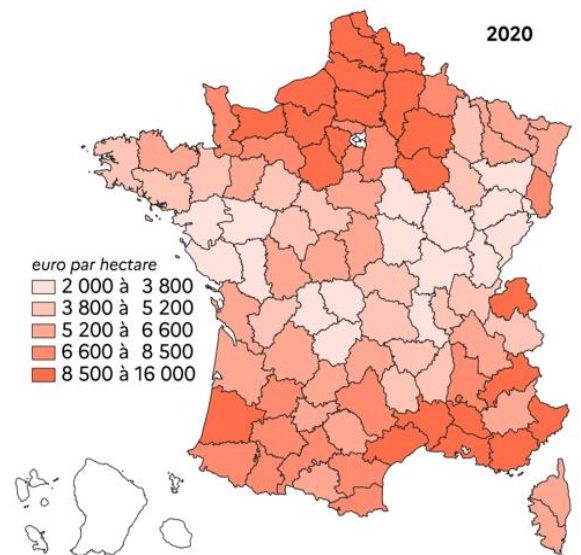 2020
euro par hectare
2 000 à 3 800
3 800 à 5 200
5 200 à 6 600
6 600 à 8 500
8 500 à 16 000